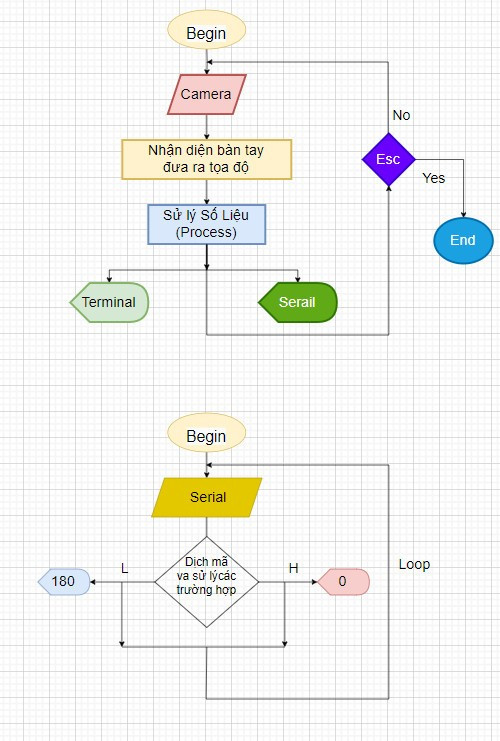 Begin
Camera
No
Nhận diện bàn tay
đưa ra tọa độ
Esc
Yes
Sử lý Số Liệu
(Process)
End
Terminal
Serail
Begin
Serial
Dịch mã
va sử lýcác
trường hợp
L
H
Loop
180
0